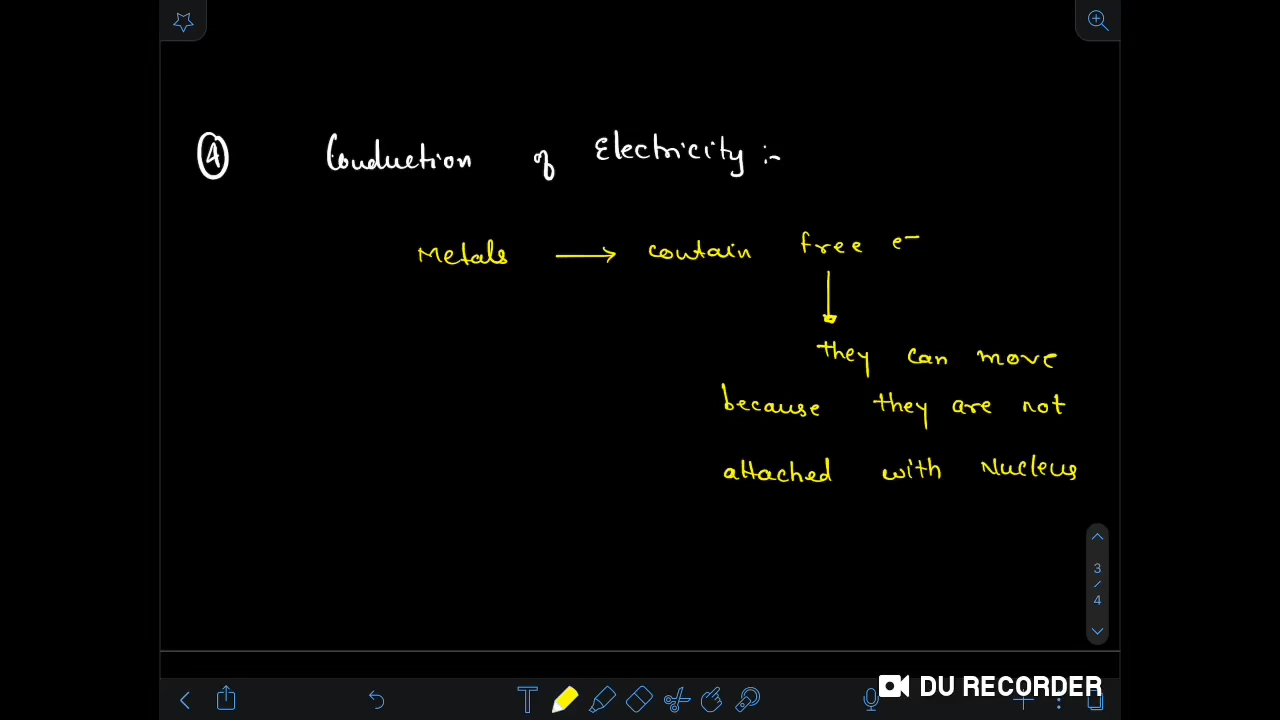 ④ Conduction of Electricity :-
Metals → contain free e⁻
↓
they can move
because they are not
attached with Nucleus
3
/
4
T
DU RECORDER